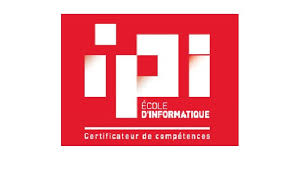 ipi
ÉCOLE
D'INFORMATIQUE
Certificateur de compétences